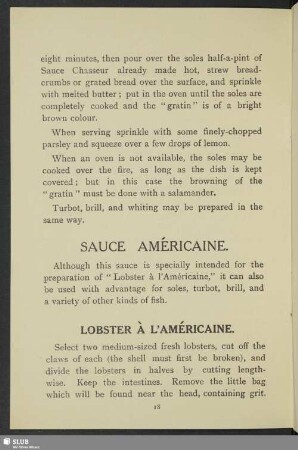 eight minutes, then pour over the soles half-a-pint of
Sauce Chasseur already made hot, strew bread-
crumbs or grated bread over the surface, and sprinkle
with melted butter; put in the oven until the soles are
completely cooked and the "gratin" is of a bright
brown colour.
When serving sprinkle with some finely-chopped
parsley and squeeze over a few drops of lemon.
When an oven is not available, the soles may be
cooked over the fire, as long as the dish is kept
covered; but in this case the browning of the
"gratin" must be done with a salamander.
Turbot, brill, and whiting may be prepared in the
same way.
SAUCE AMÉRICAINE.
Although this sauce is specially intended for the
preparation of "Lobster à l'Américaine," it can also
be used with advantage for soles, turbot, brill, and
a variety of other kinds of fish.
LOBSTER À L'AMÉRICAINE.
Select two medium-sized fresh lobsters, cut off the
claws of each (the shell must first be broken), and
divide the lobsters in halves by cutting length-
wise. Keep the intestines. Remove the little bag
which will be found near the head, containing grit.
SLUB